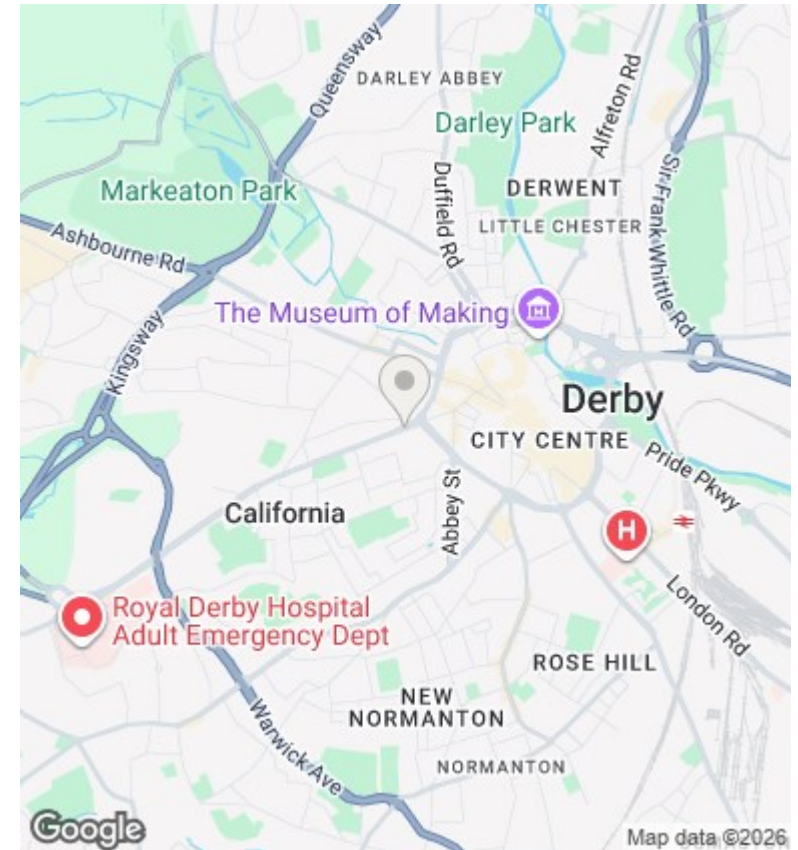 Queensway
DARLEY ABBEY
Darley Park
Alfreton Rd
Markeaton Park
Duffield Rd
DERWENT
LITTLE CHESTER
Sir Frank Whittle Rd
Ashbourne Rd
The Museum of Making
Kingsway
Derby
CITY CENTRE
Pride Pkwy
Abbey St
California
H
Royal Derby Hospital
Adult Emergency Dept
London Rd
ROSE HILL
NEW
NORMANTON
Warwick Ave
NORMANTON
Google
Map data ©2026